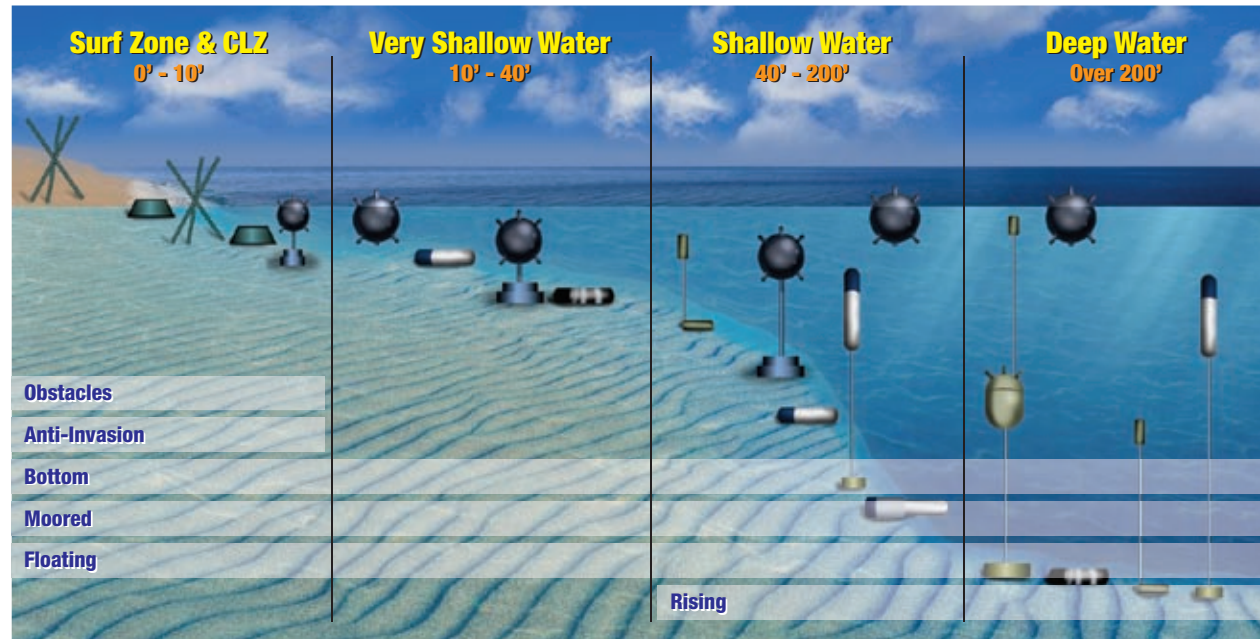 Surf Zone & CLZ
0' - 10'
Very Shallow Water
10' - 40'
Shallow Water
40' - 200'
Deep Water
Over 200'
Obstacles
Anti-Invasion
Bottom
Moored
Floating
Rising